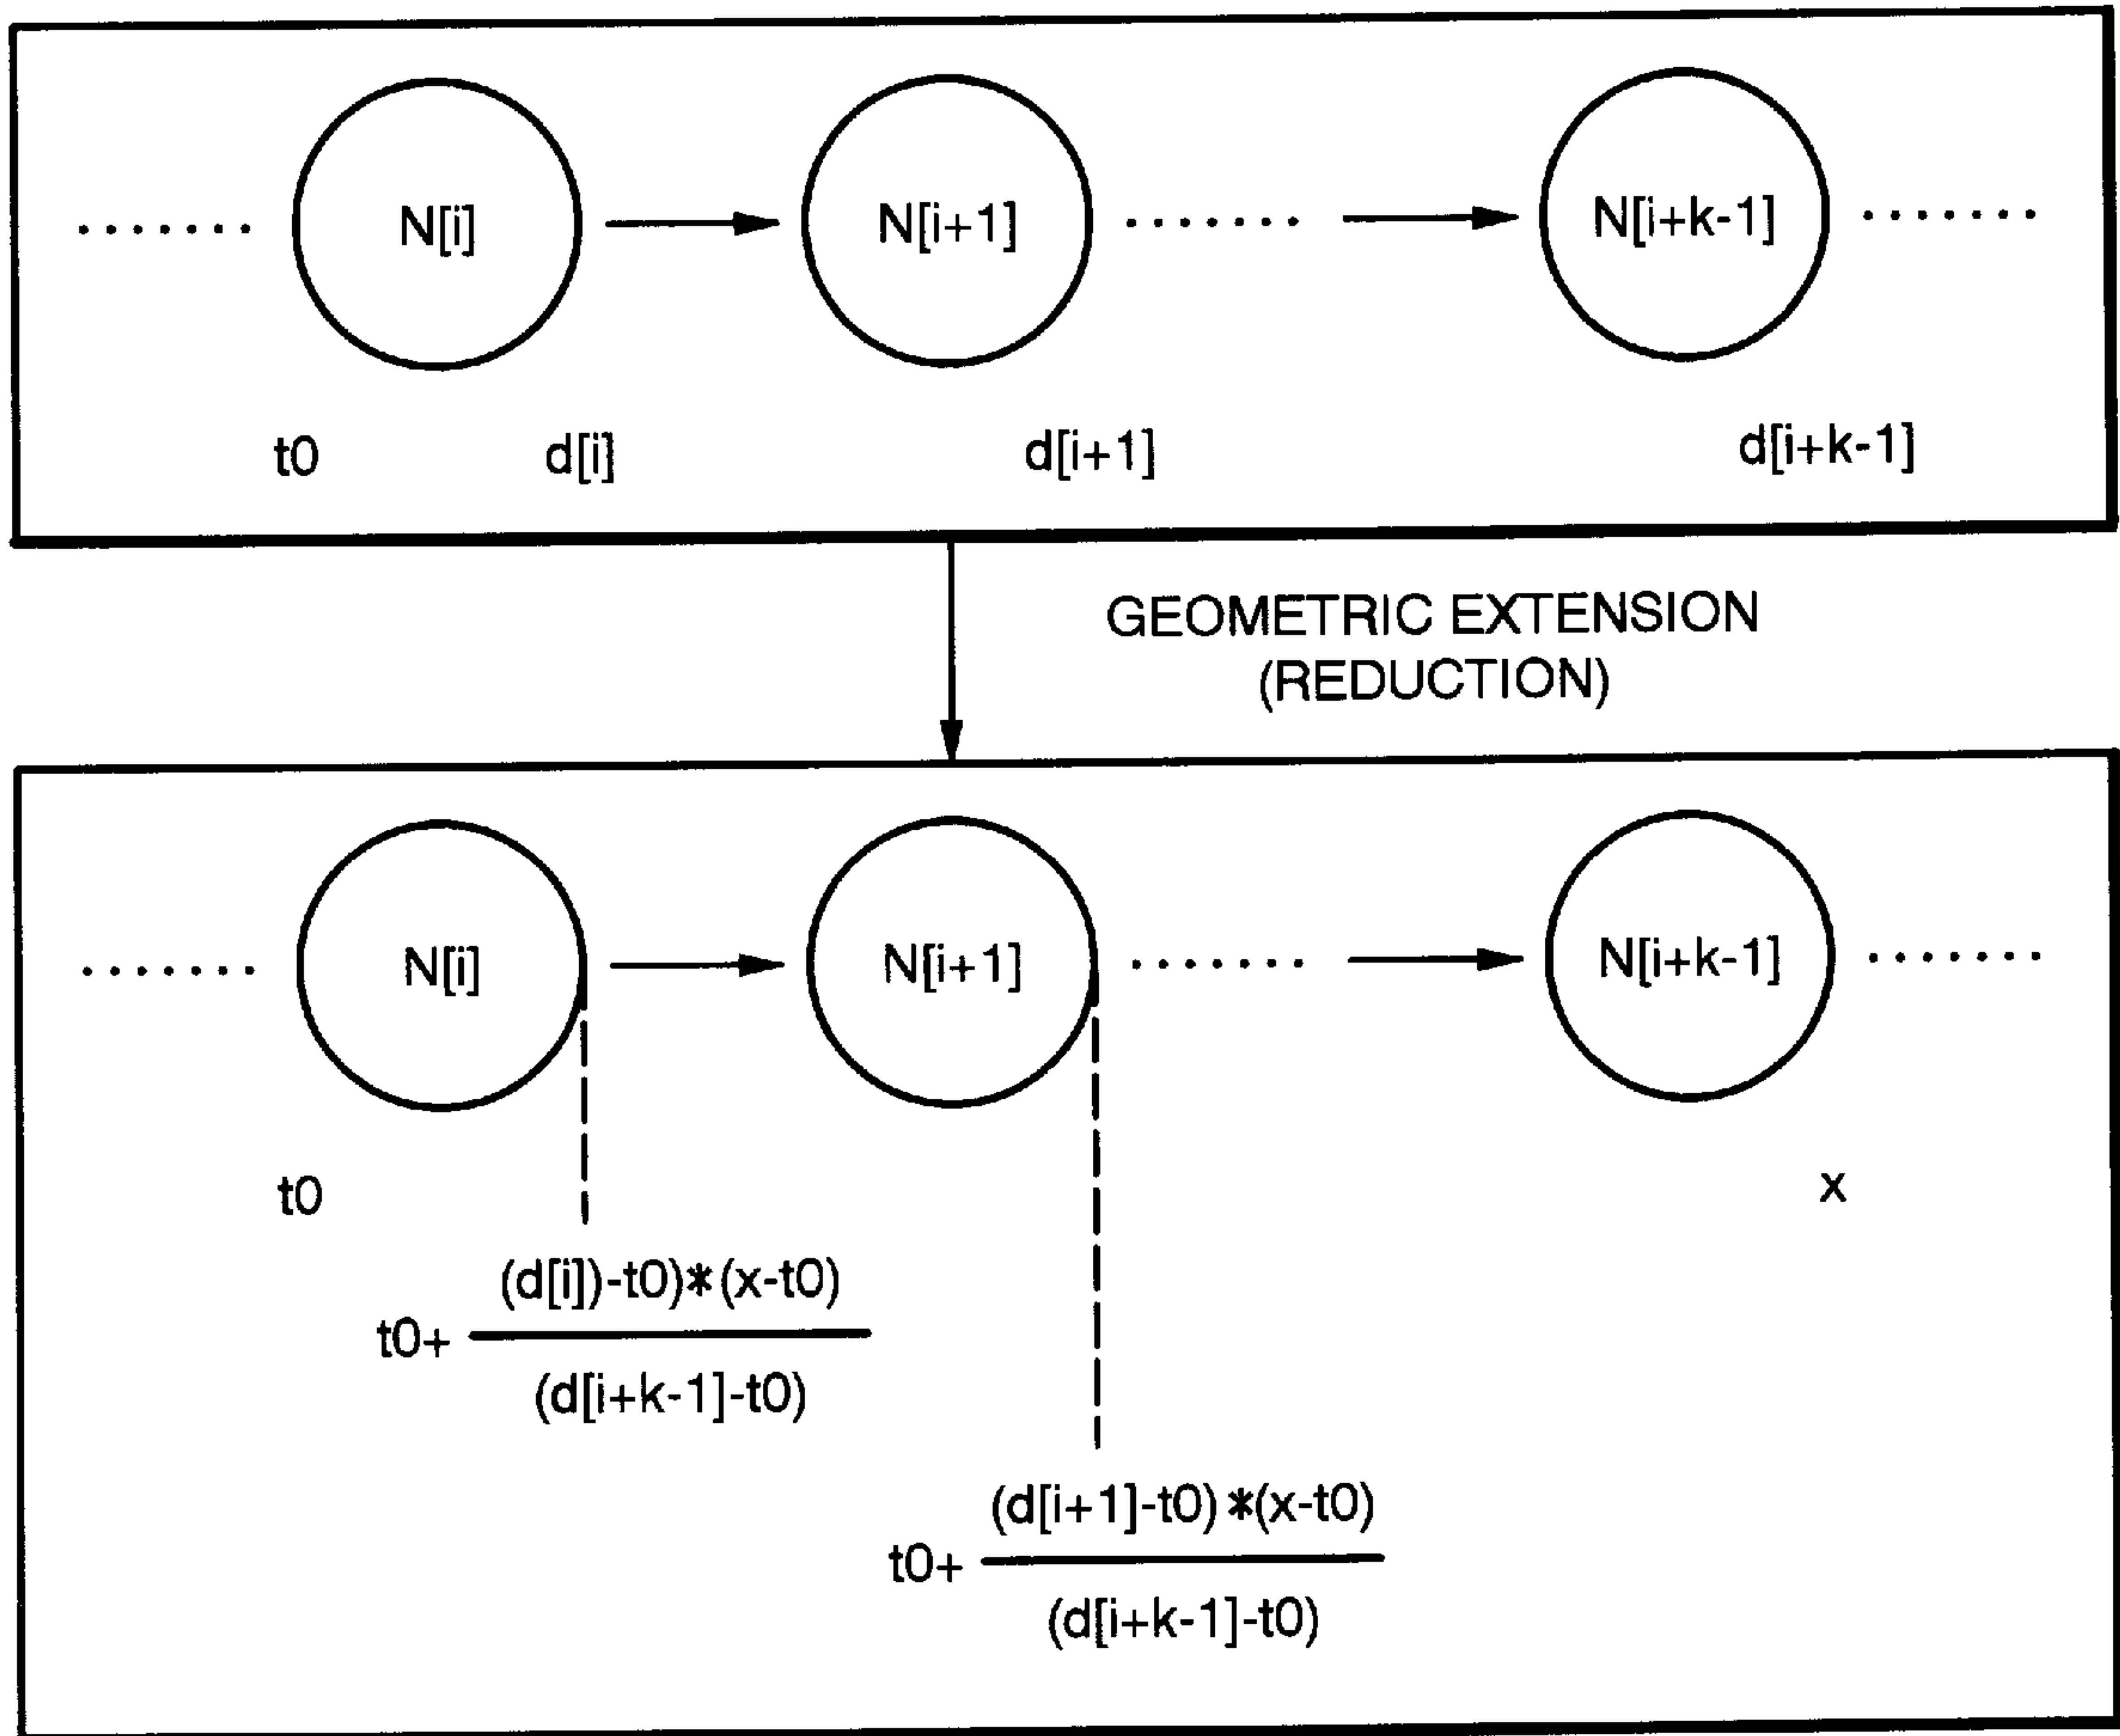 ....... N[i] N[i+1] ....... N[i+k-1] .......
t0 d[i] d[i+1] d[i+k-1]
GEOMETRIC EXTENSION
(REDUCTION)
....... N[i] N[i+1] ....... N[i+k-1] .......
t0 x
(d[i])-t0)*(x-t0)
t0+
(d[i+k-1]-t0)
(d[i+1]-t0)*(x-t0)
t0+
(d[i+k-1]-t0)